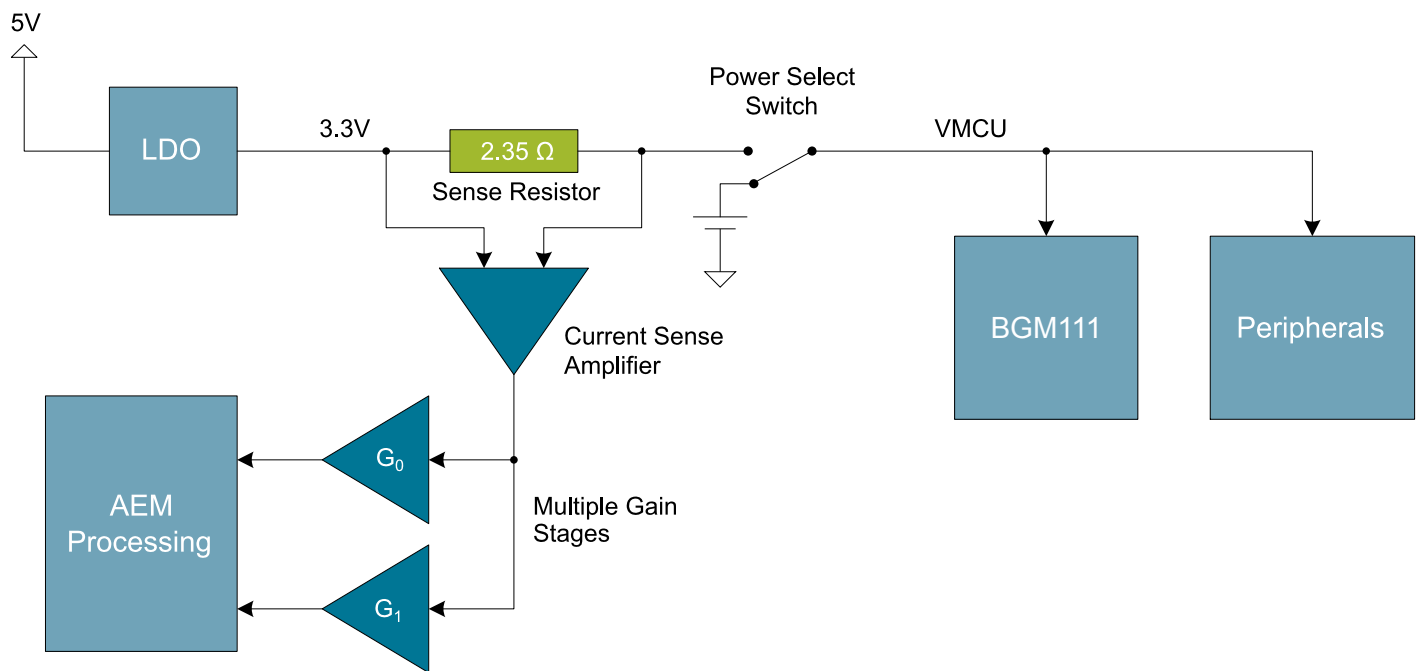 5V
LDO
3.3V
2.35 Ω
Sense Resistor
Power Select
Switch
VMCU
BGM111
Peripherals
Current Sense
Amplifier
G₀
Multiple Gain
Stages
AEM
Processing
G₁